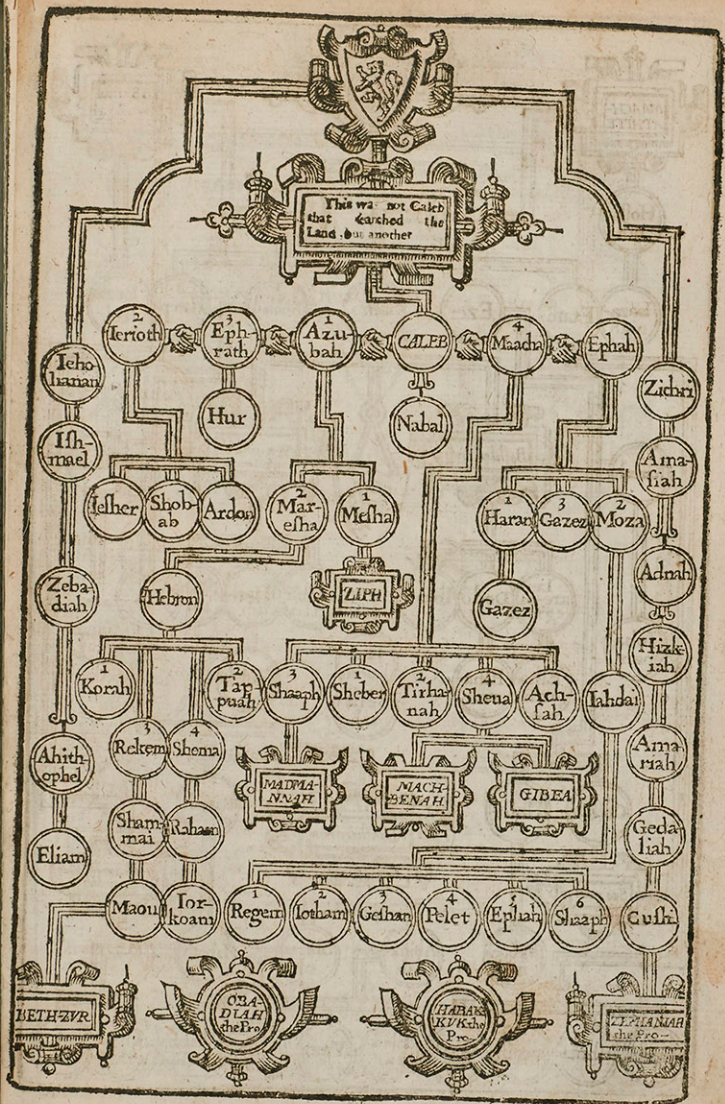 This wa not Caleb
that ſearched the
Land . but another
2
Ierioth
3
Eph-
rath
1
Azu-
bah
CALEB
4
Maacha
Ephah
Ieho
hanan
Zichri
Hur
Nabal
Iſh-
mael
Ama-
ſiah
Ieſher
Shob-
ab
Ardon
2
Mar-
eſha
1
Meſha
1
Haran
3
Gazez
2
Moza
Zeba-
diah
Hebron
ZIPH
Gazez
Adnah
1
Korah
2
Tap-
puah
3
Shaaph
1
Sheber
2
Tirha-
nah
4
Sheua
Ach-
ſah
Iahdai
Hizk-
iah
Ahith-
ophel
3
Rekem
4
Shema
MADMA-
NNAH
MACH-
BENAH
GIBEA
Ama-
riah
Eliam
Sham-
mai
Raham
Geda-
liah
Maou
Ior-
koam
1
Regem
2
Iotham
3
Geſhan
4
Pelet
5
Ephah
6
Shaaph
Cuſhi
BETH-ZVR
OBA-
DIAH
the Pro
HABAK
KVK the
Pro-
ZEPHANIAH
the Pro-